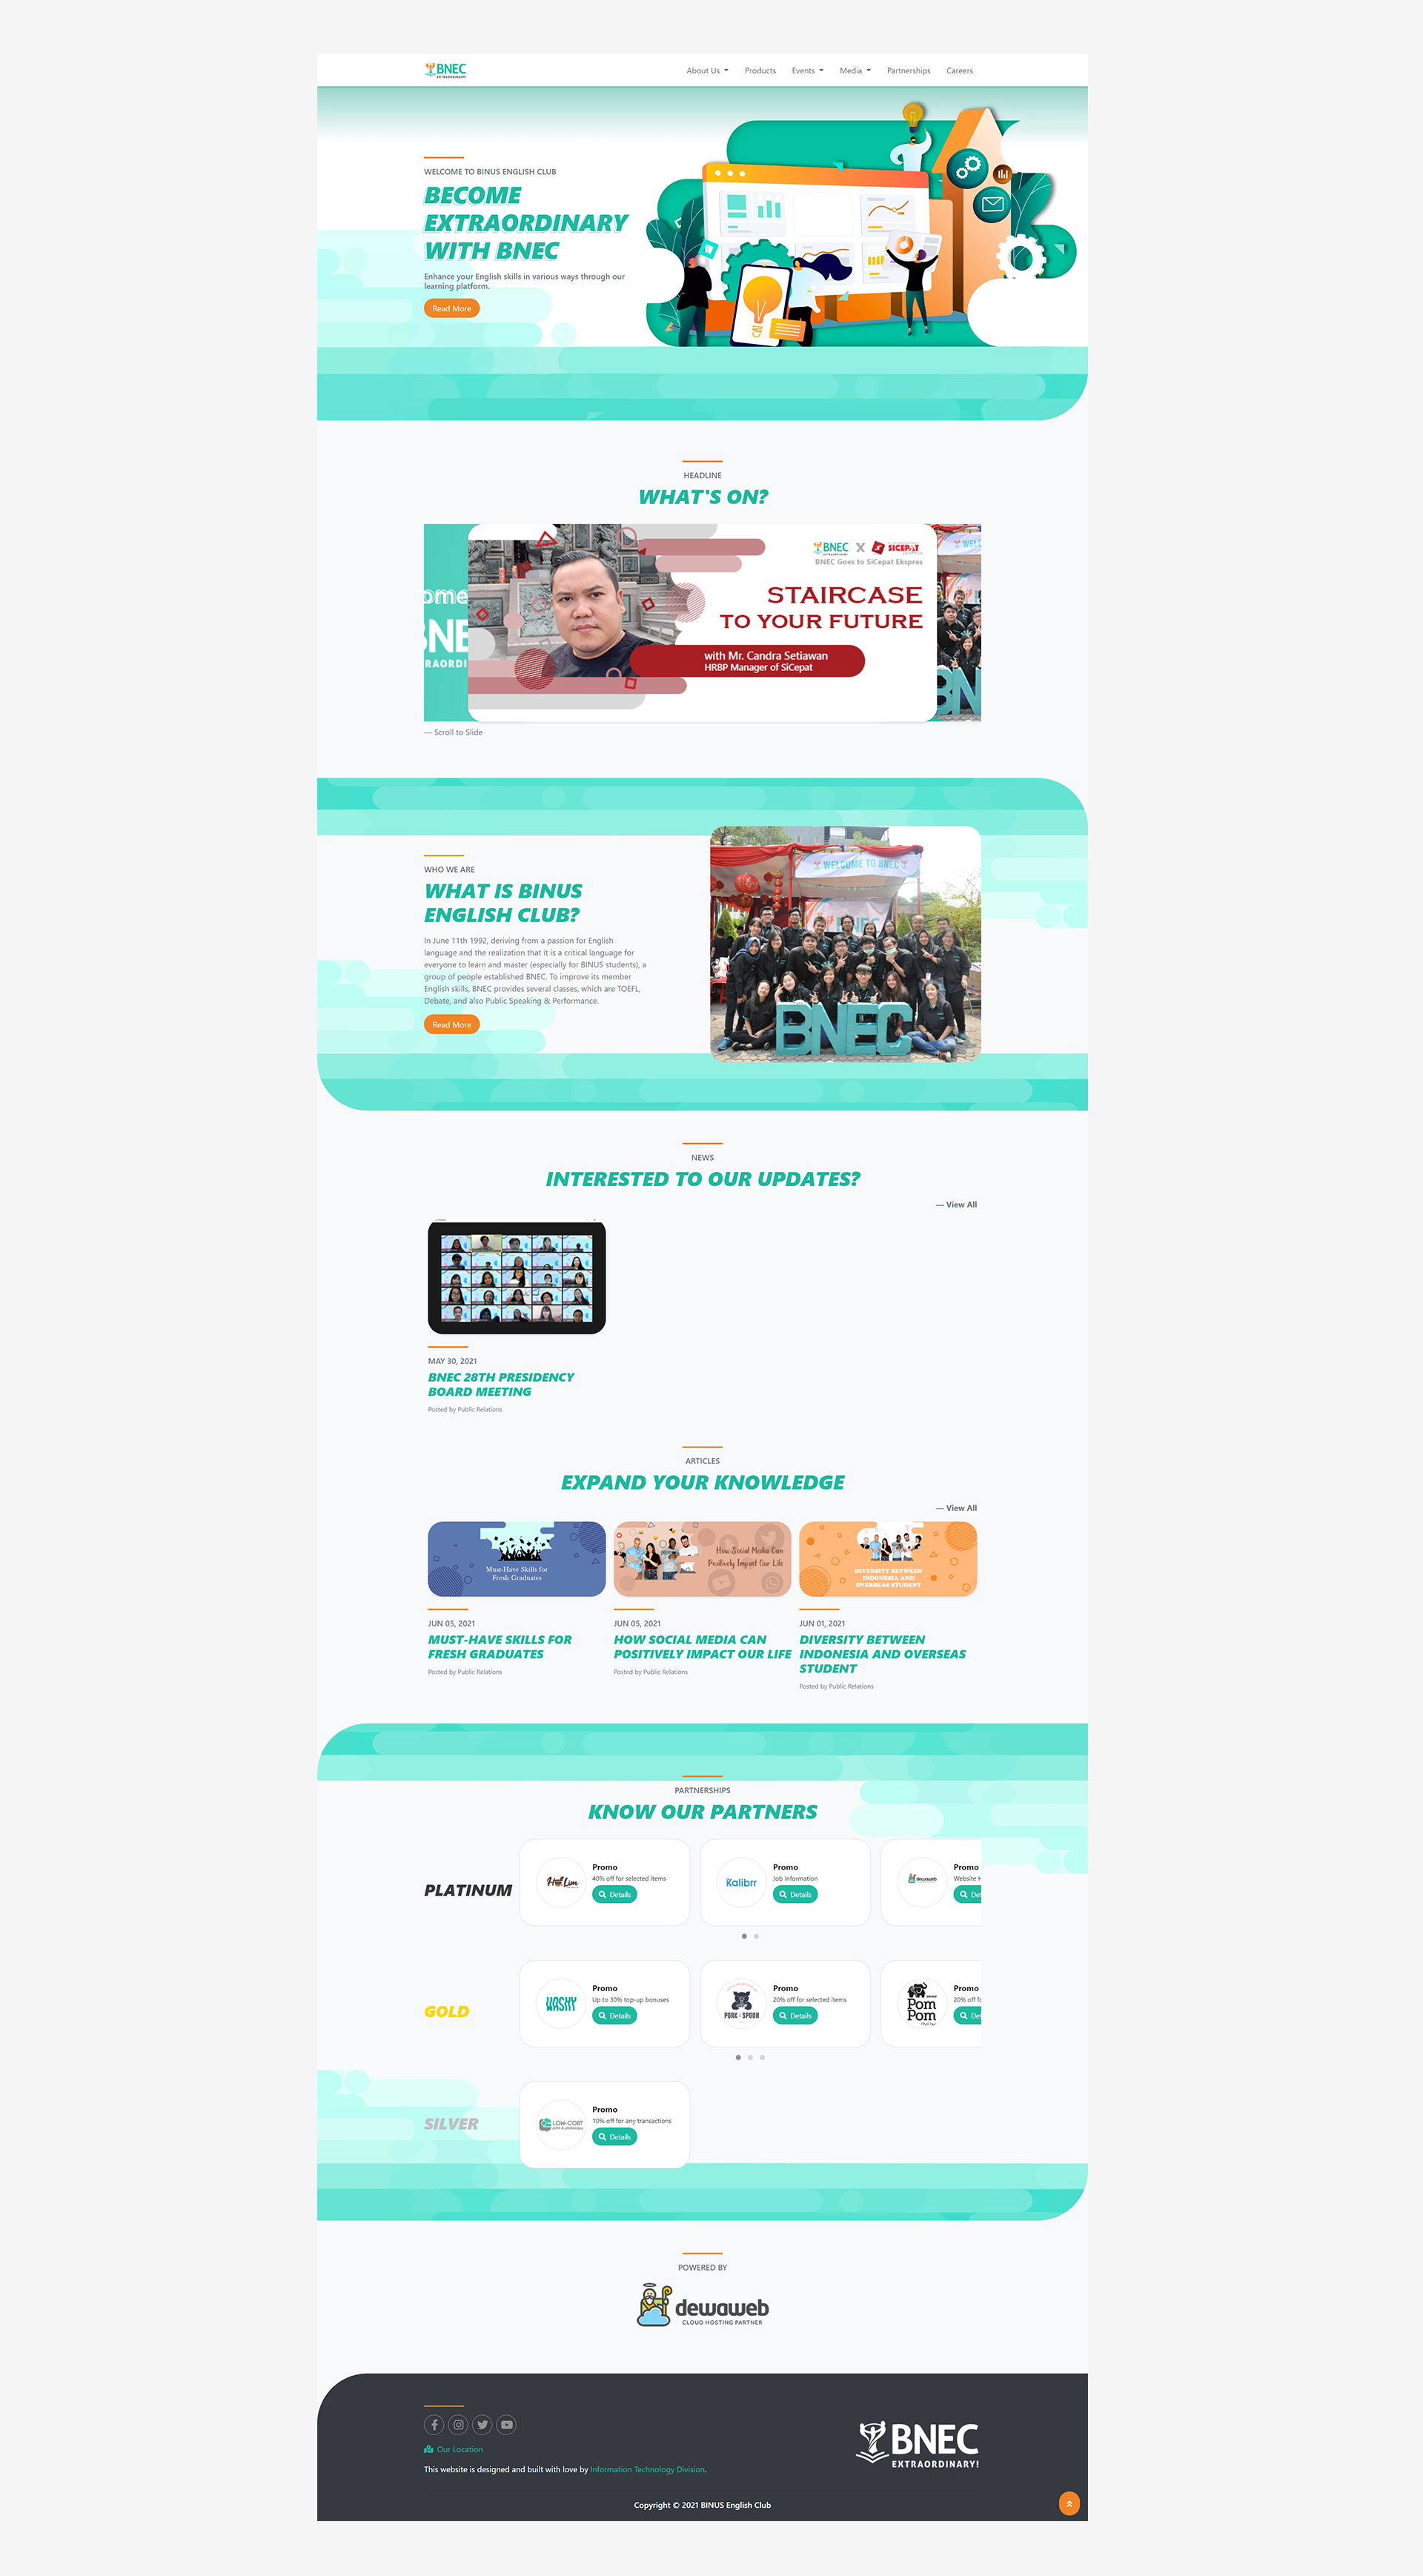 BNEC
EXTRAORDINARY!
About Us
Products
Events
Media
Partnerships
Careers
WELCOME TO BINUS ENGLISH CLUB
BECOME
EXTRAORDINARY
WITH BNEC
Enhance your English skills in various ways through our
learning platform.
Read More
HEADLINE
WHAT'S ON?
ome
BNEC X SICEPAT
EKSPRES
BNEC Goes to SiCepat Ekspres
STAIRCASE
TO YOUR FUTURE
with Mr. Candra Setiawan
HRBP Manager of SiCepat
NE
RAORDI
WEL
BN
— Scroll to Slide
WHO WE ARE
WHAT IS BINUS
ENGLISH CLUB?
In June 11th 1992, deriving from a passion for English
language and the realization that it is a critical language for
everyone to learn and master (especially for BINUS students), a
group of people established BNEC. To improve its member
English skills, BNEC provides several classes, which are TOEFL,
Debate, and also Public Speaking & Performance.
Read More
WELCOME TO BNEC
BNEC
BNEC
NEWS
INTERESTED TO OUR UPDATES?
— View All
MAY 30, 2021
BNEC 28TH PRESIDENCY
BOARD MEETING
Posted by Public Relations
ARTICLES
EXPAND YOUR KNOWLEDGE
— View All
Must-Have Skills for
Fresh Graduates
JUN 05, 2021
MUST-HAVE SKILLS FOR
FRESH GRADUATES
Posted by Public Relations
How Social Media Can
Positively Impact Our Life
JUN 05, 2021
HOW SOCIAL MEDIA CAN
POSITIVELY IMPACT OUR LIFE
Posted by Public Relations
DIVERSITY BETWEEN
INDONESIA AND
OVERSEAS STUDENT
JUN 01, 2021
DIVERSITY BETWEEN
INDONESIA AND OVERSEAS
STUDENT
Posted by Public Relations
PARTNERSHIPS
KNOW OUR PARTNERS
PLATINUM
Promo
40% off for selected items
Details
Kalibrr
Promo
Job Information
Details
dewaweb
Promo
Website H
Det
GOLD
WASHY
Promo
Up to 30% top-up bonuses
Details
PORK & SPOON
Promo
20% off for selected items
Details
Pom
Pom
Promo
20% off fo
Det
SILVER
LOW-COST
print & photocopy
Promo
10% off for any transactions
Details
POWERED BY
dewaweb
CLOUD HOSTING PARTNER
Our Location
This website is designed and built with love by Information Technology Division.
BNEC
EXTRAORDINARY!
Copyright © 2021 BINUS English Club